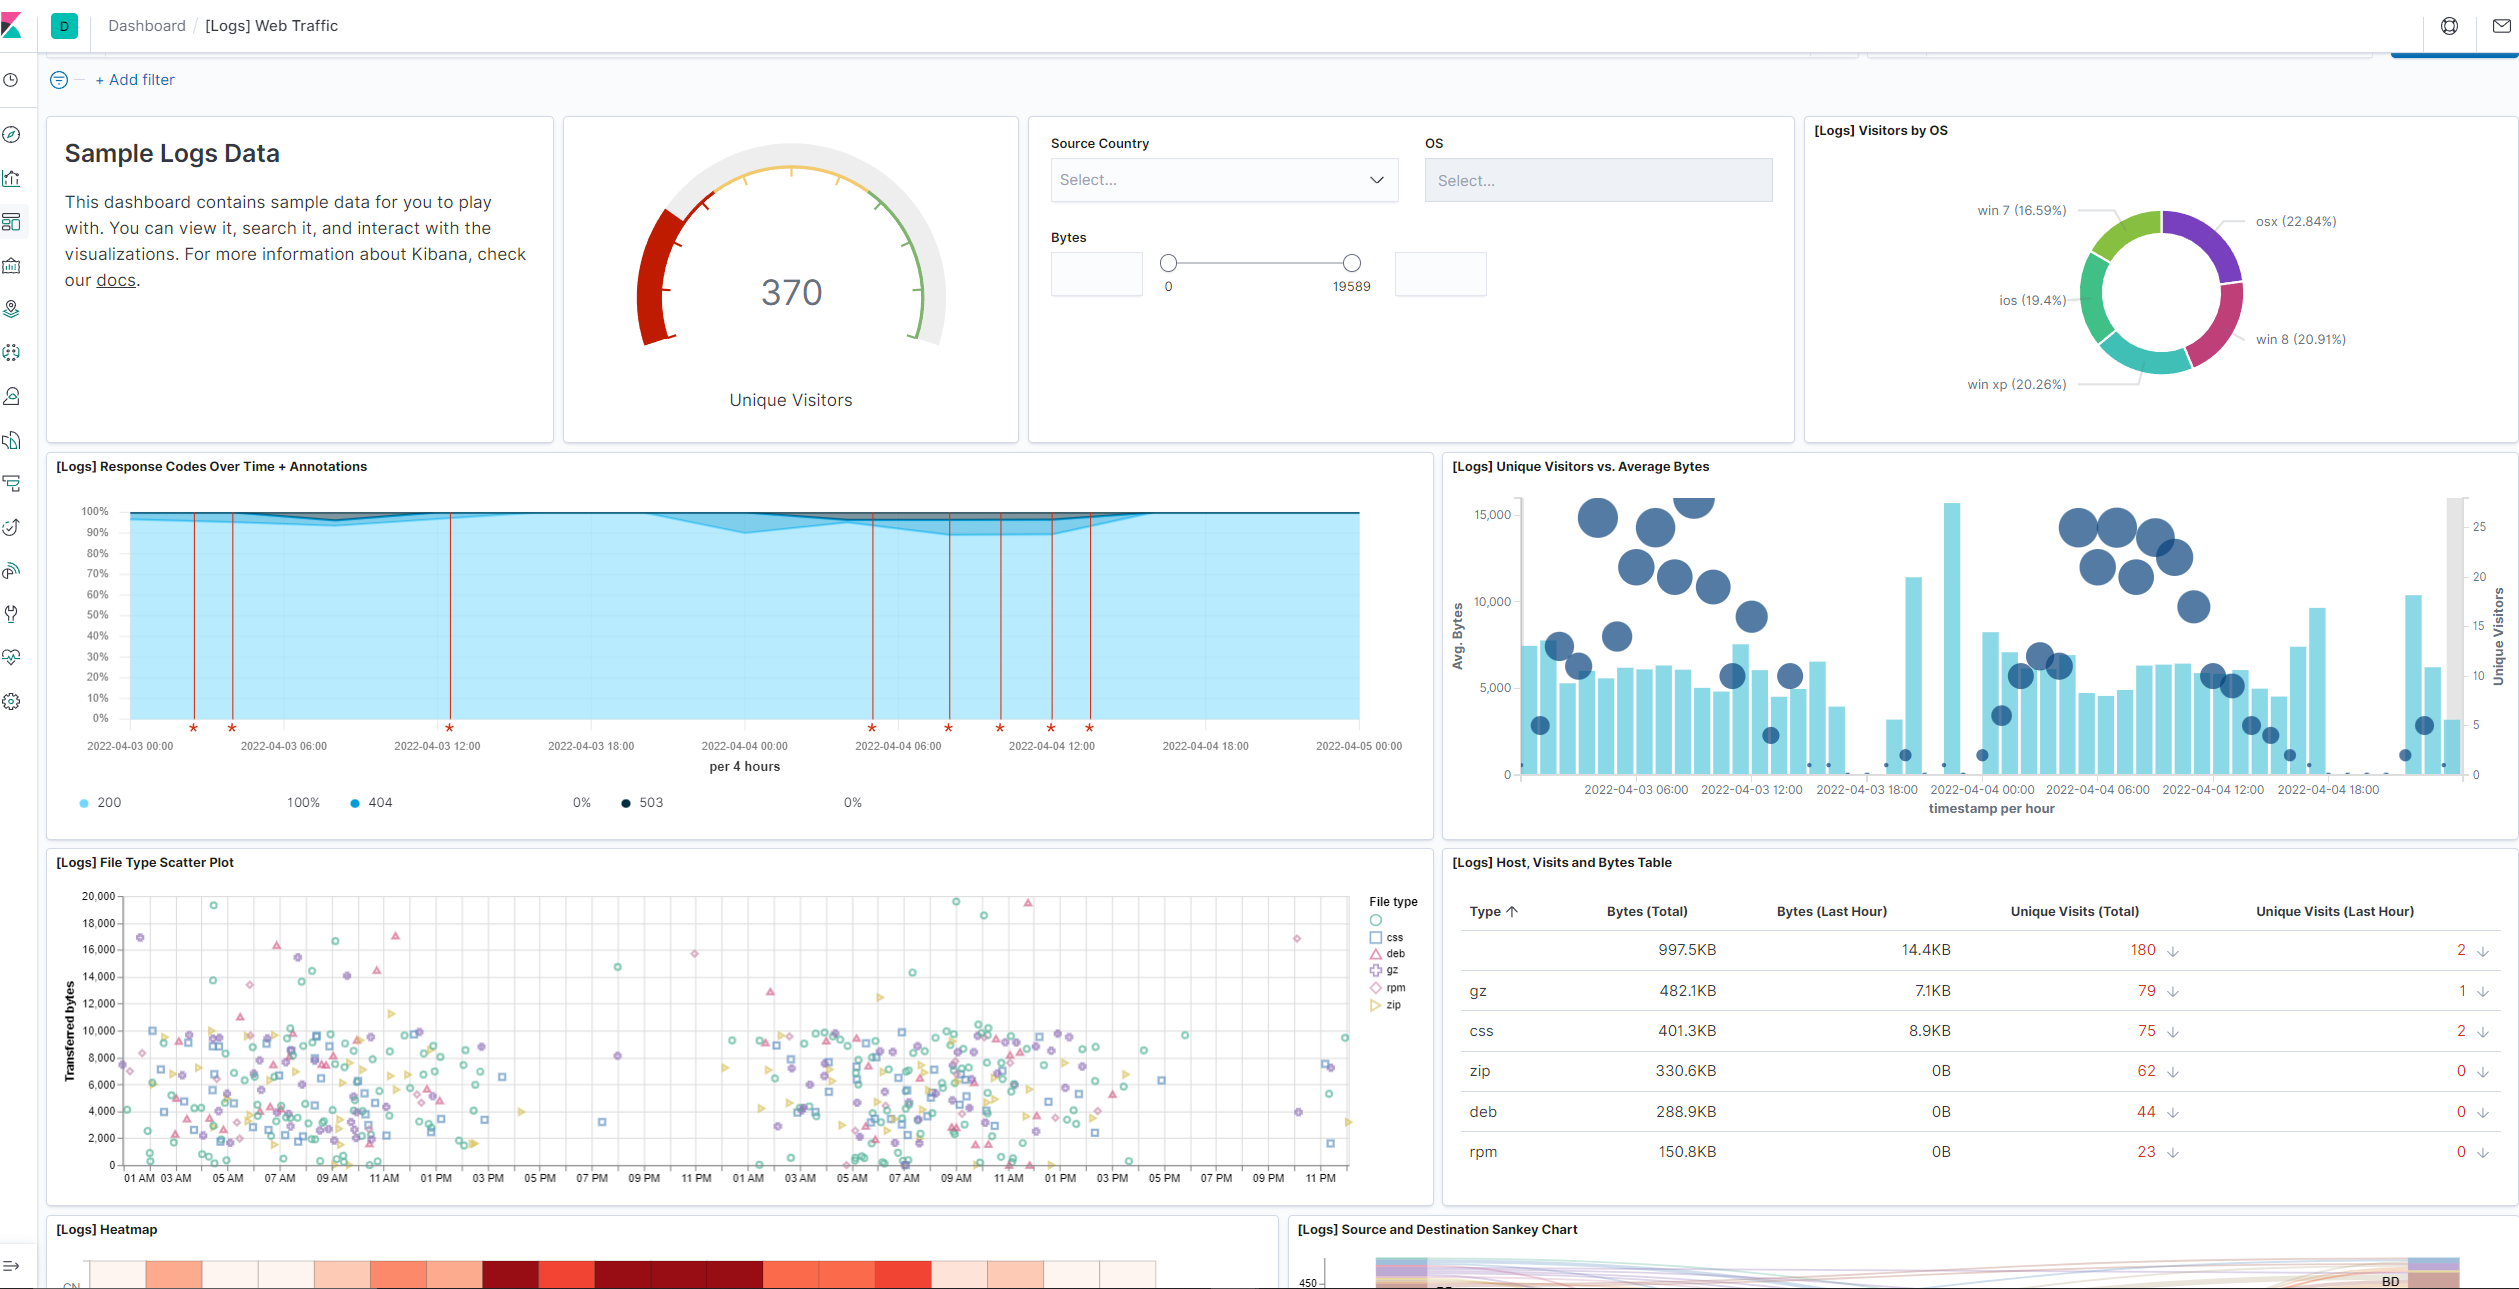 D Dashboard / [Logs] Web Traffic
+ Add filter
Sample Logs Data
This dashboard contains sample data for you to play
with. You can view it, search it, and interact with the
visualizations. For more information about Kibana, check
our docs.
370
Unique Visitors
Source Country
Select...
OS
Select...
Bytes
0
19589
[Logs] Visitors by OS
win 7 (16.59%)
osx (22.84%)
ios (19.4%)
win 8 (20.91%)
win xp (20.26%)
[Logs] Response Codes Over Time + Annotations
100%
90%
80%
70%
60%
50%
40%
30%
20%
10%
0%
2022-04-03 00:00 2022-04-03 06:00 2022-04-03 12:00 2022-04-03 18:00 2022-04-04 00:00 2022-04-04 06:00 2022-04-04 12:00 2022-04-04 18:00 2022-04-05 00:00
per 4 hours
200 100% 404 0% 503 0%
[Logs] Unique Visitors vs. Average Bytes
Avg. Bytes
15,000
10,000
5,000
0
25
20
15
10
5
0
Unique Visitors
2022-04-03 06:00 2022-04-03 12:00 2022-04-03 18:00 2022-04-04 00:00 2022-04-04 06:00 2022-04-04 12:00 2022-04-04 18:00
timestamp per hour
[Logs] File Type Scatter Plot
Transferred bytes
20,000
18,000
16,000
14,000
12,000
10,000
8,000
6,000
4,000
2,000
0
01 AM 03 AM 05 AM 07 AM 09 AM 11 AM 01 PM 03 PM 05 PM 07 PM 09 PM 11 PM 01 AM 03 AM 05 AM 07 AM 09 AM 11 AM 01 PM 03 PM 05 PM 07 PM 09 PM 11 PM
File type
css
deb
gz
rpm
zip
[Logs] Host, Visits and Bytes Table
Type Bytes (Total) Bytes (Last Hour) Unique Visits (Total) Unique Visits (Last Hour)
997.5KB 14.4KB 180 2
gz 482.1KB 7.1KB 79 1
css 401.3KB 8.9KB 75 2
zip 330.6KB 0B 62 0
deb 288.9KB 0B 44 0
rpm 150.8KB 0B 23 0
[Logs] Heatmap
CN
[Logs] Source and Destination Sankey Chart
450
BD